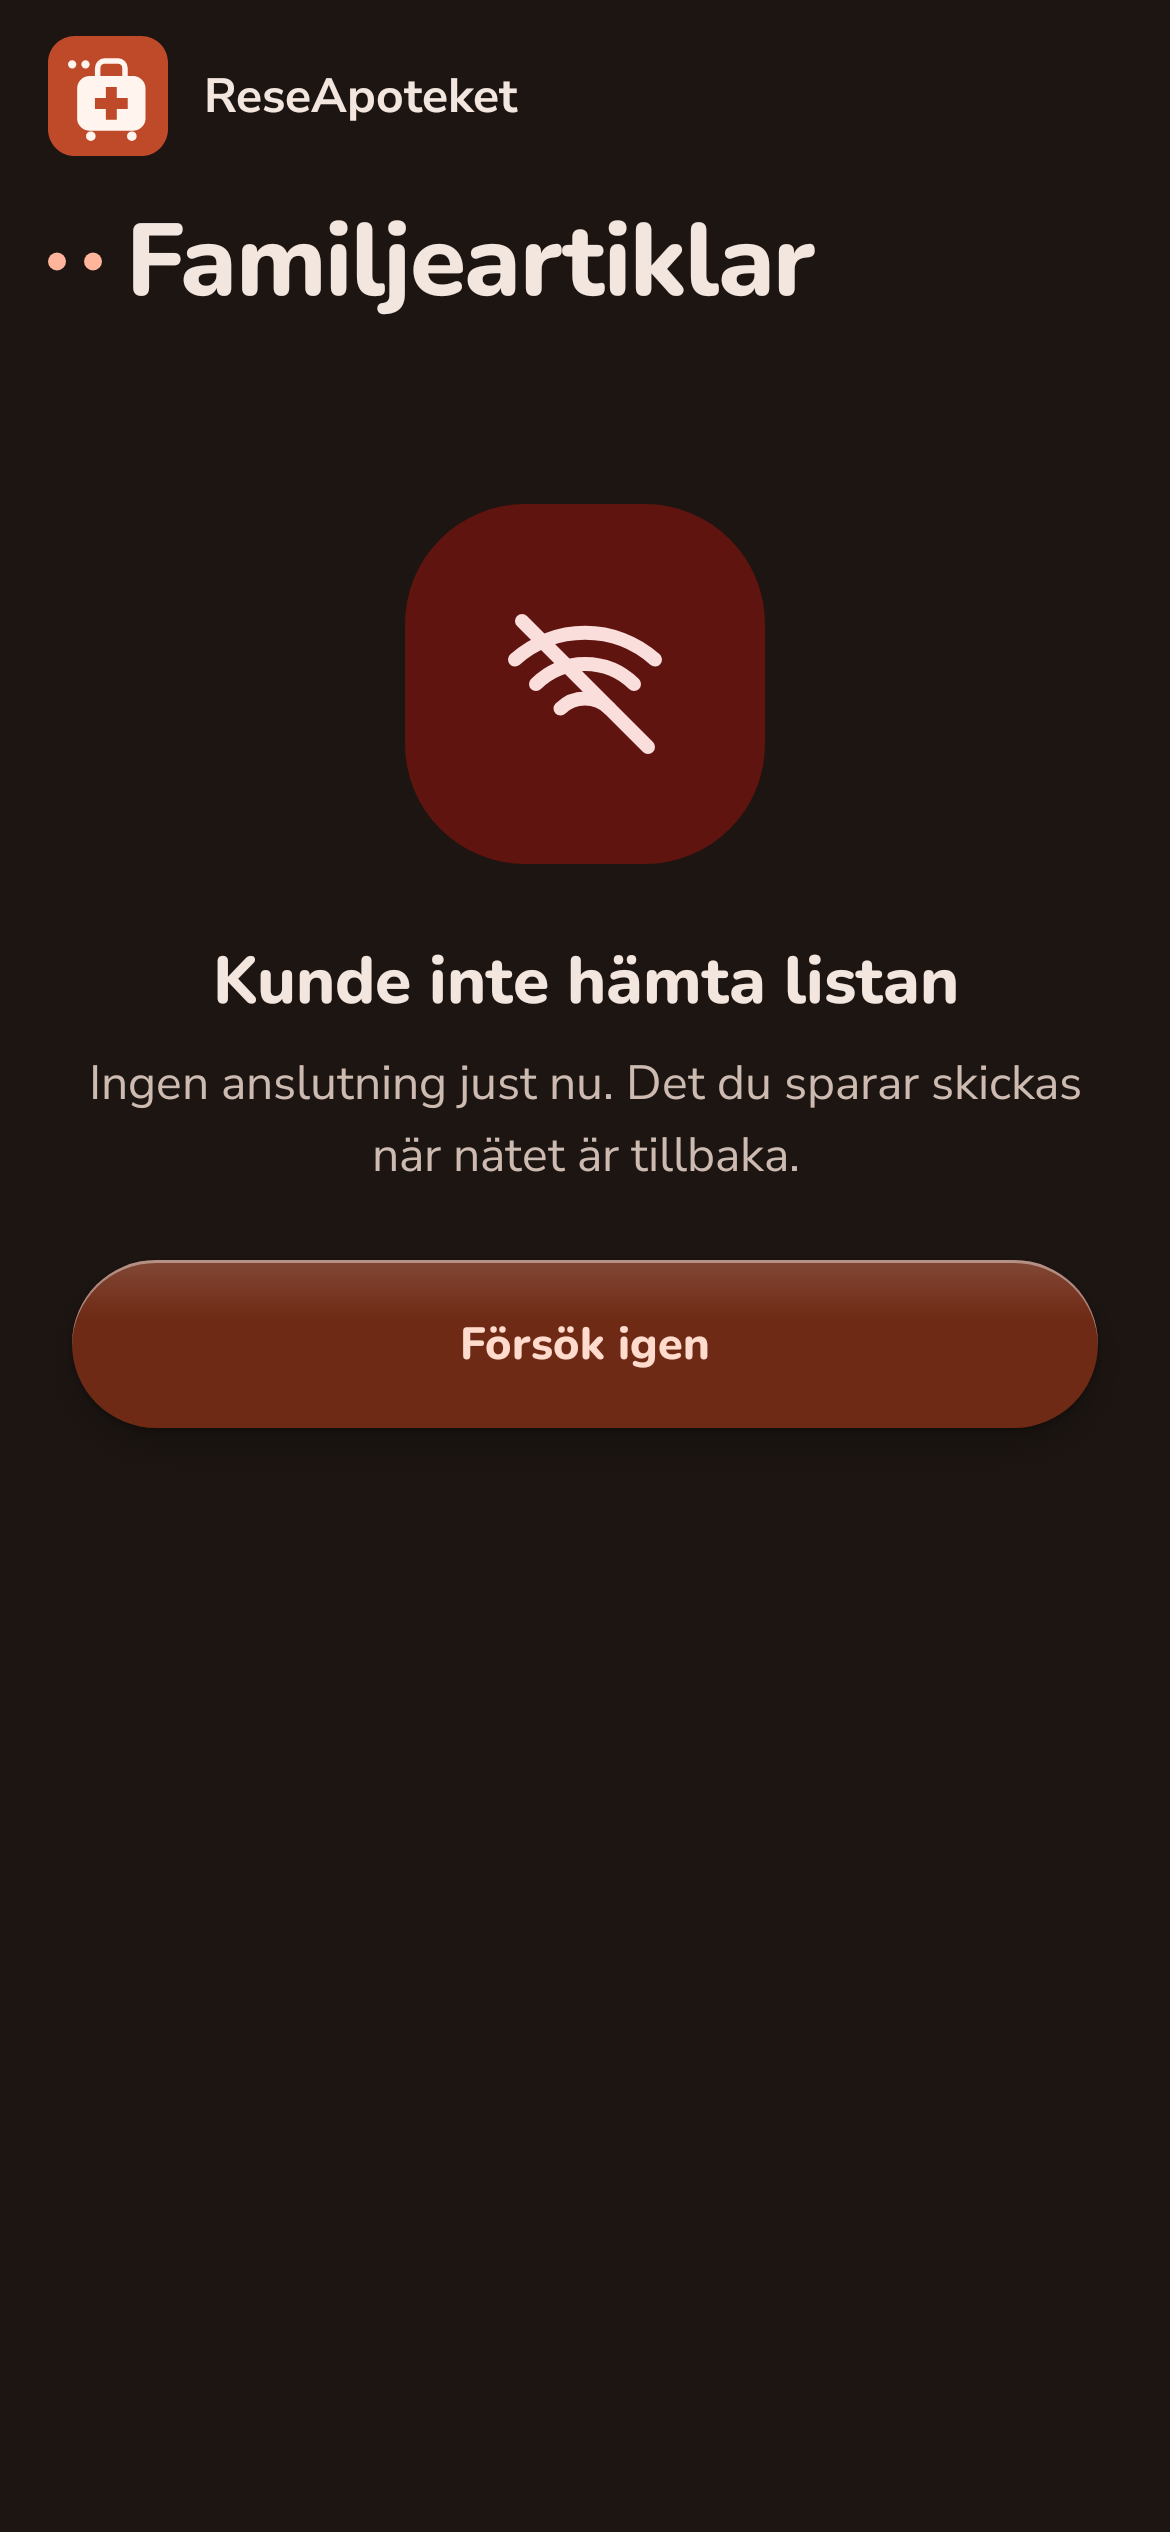 ReseApoteket
Familjeartiklar
Kunde inte hämta listan
Ingen anslutning just nu. Det du sparar skickas
när nätet är tillbaka.
Försök igen